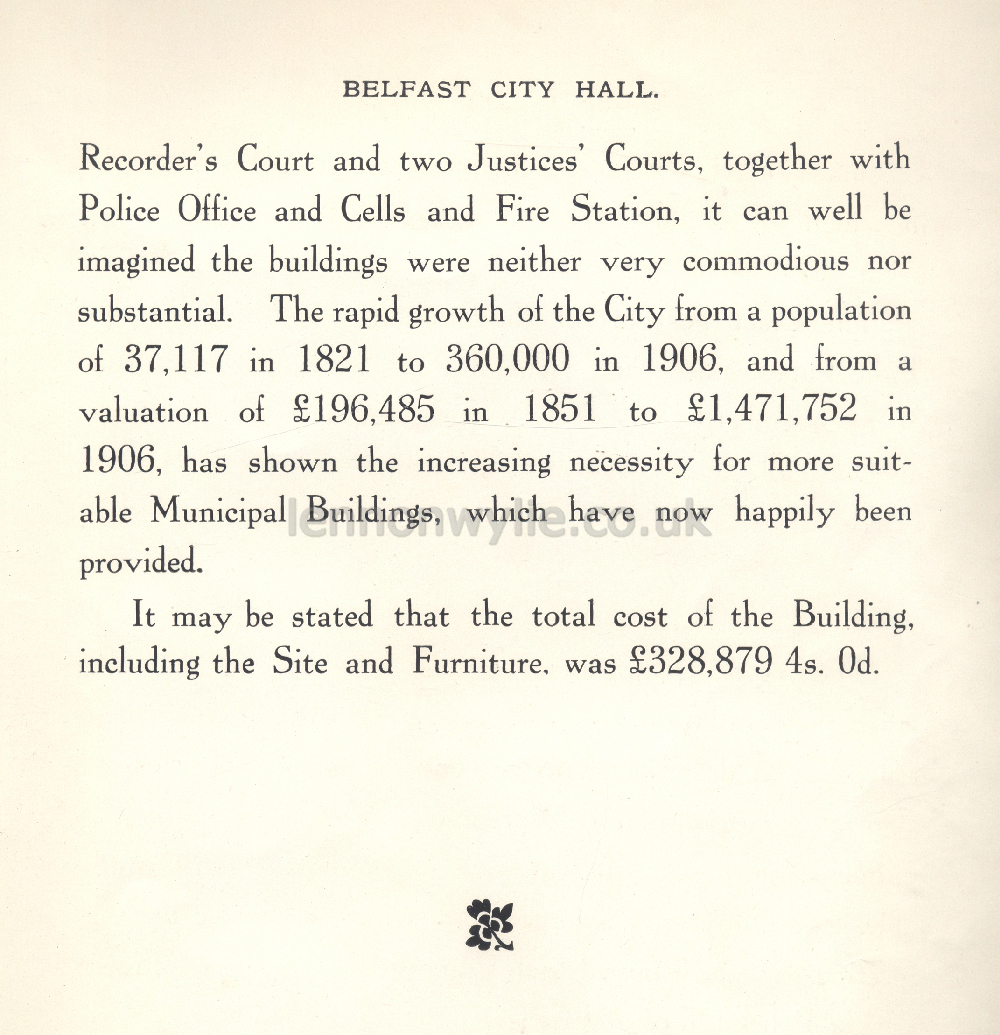 BELFAST CITY HALL.
Recorder's Court and two Justices' Courts, together with
Police Office and Cells and Fire Station, it can well be
imagined the buildings were neither very commodious nor
substantial. The rapid growth of the City from a population
of 37,117 in 1821 to 360,000 in 1906, and from a
valuation of £196,485 in 1851 to £1,471,752 in
1906, has shown the increasing necessity for more suit-
able Municipal Buildings, which have now happily been
lennonwylie.co.uk
provided.
It may be stated that the total cost of the Building,
including the Site and Furniture, was £328,879 4s. 0d.